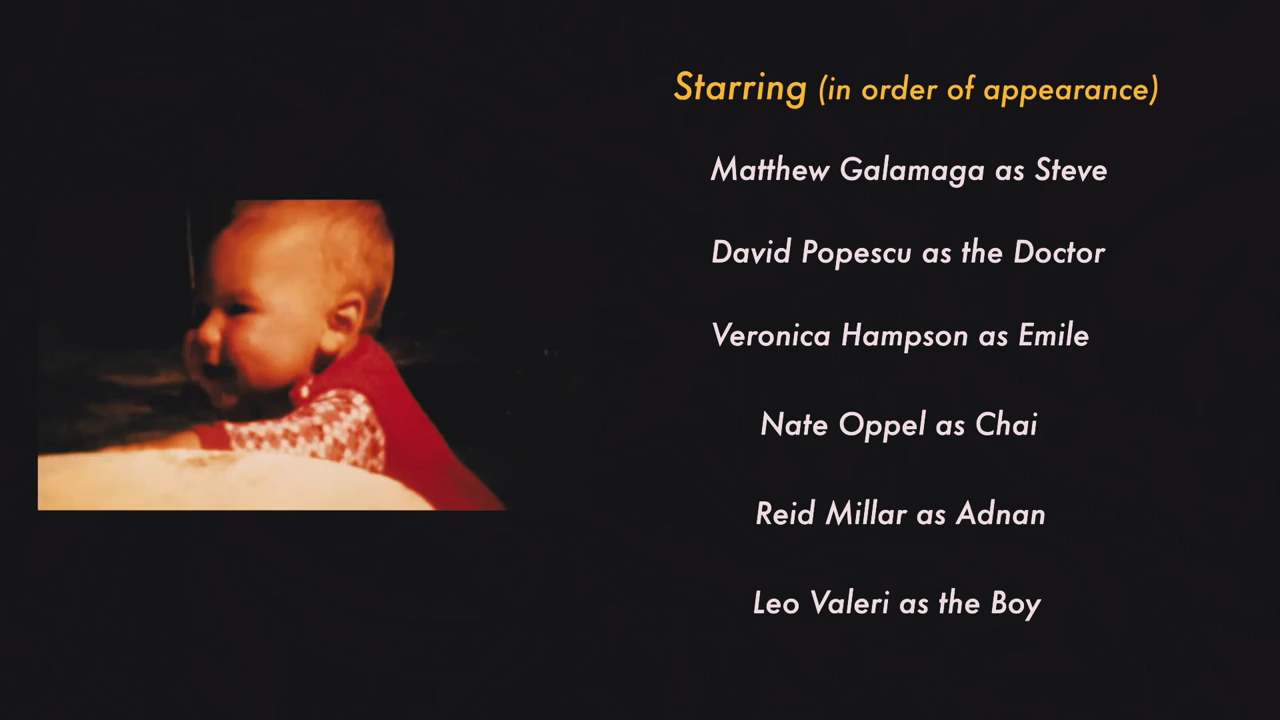 Starring (in order of appearance)
Matthew Galamaga as Steve
David Popescu as the Doctor
Veronica Hampson as Emile
Nate Oppel as Chai
Reid Millar as Adnan
Leo Valeri as the Boy